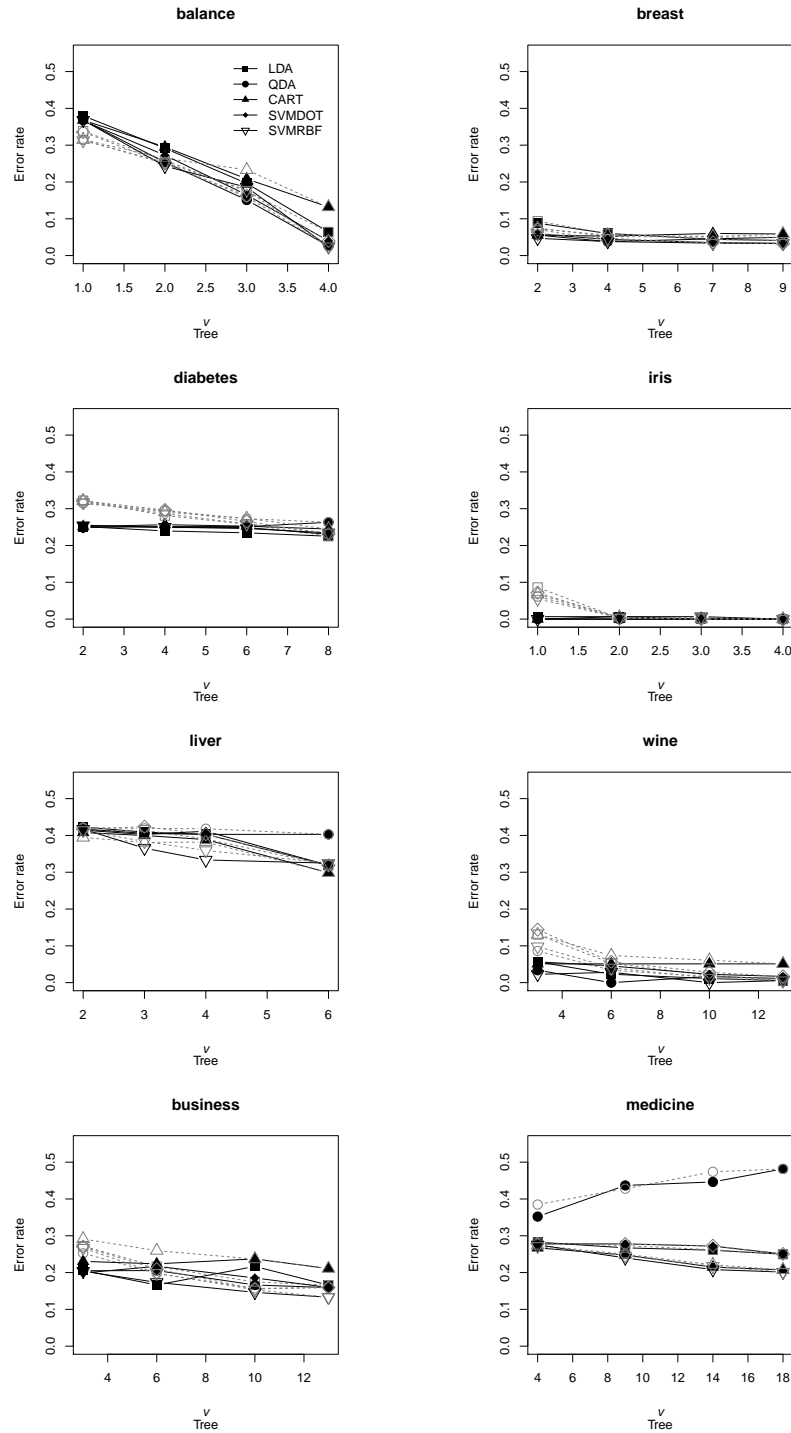 balance
0.0 0.1 0.2 0.3 0.4 0.5
Error rate
LDA
QDA
CART
SVMDOT
SVMRBF
1.0 1.5 2.0 2.5 3.0 3.5 4.0
v
Tree
breast
0.0 0.1 0.2 0.3 0.4 0.5
Error rate
2 3 4 5 6 7 8 9
v
Tree
diabetes
0.0 0.1 0.2 0.3 0.4 0.5
Error rate
2 3 4 5 6 7 8
v
Tree
iris
0.0 0.1 0.2 0.3 0.4 0.5
Error rate
1.0 1.5 2.0 2.5 3.0 3.5 4.0
v
Tree
liver
0.0 0.1 0.2 0.3 0.4 0.5
Error rate
2 3 4 5 6
v
Tree
wine
0.0 0.1 0.2 0.3 0.4 0.5
Error rate
4 6 8 10 12
v
Tree
business
0.0 0.1 0.2 0.3 0.4 0.5
Error rate
4 6 8 10 12
v
Tree
medicine
0.0 0.1 0.2 0.3 0.4 0.5
Error rate
4 6 8 10 12 14 16 18
v
Tree